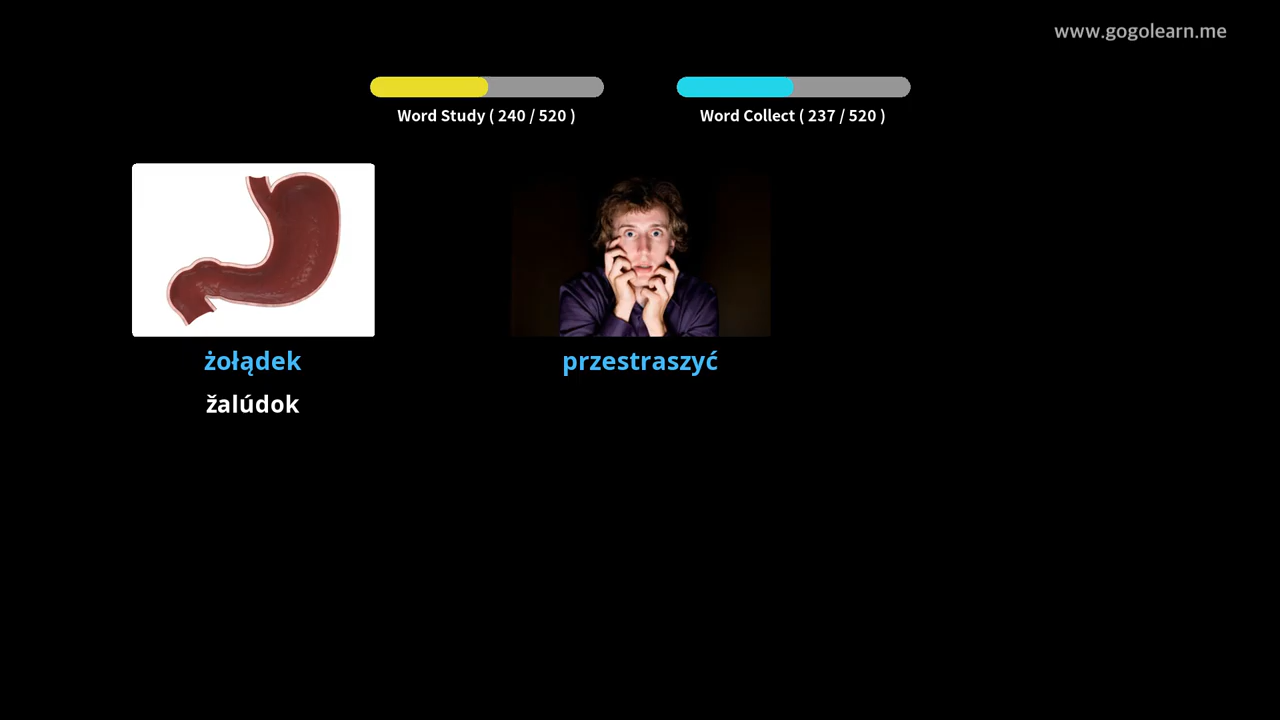 www.gogolearn.me
Word Study ( 240 / 520 )
Word Collect ( 237 / 520 )
żołądek
žalúdok
przestraszyć